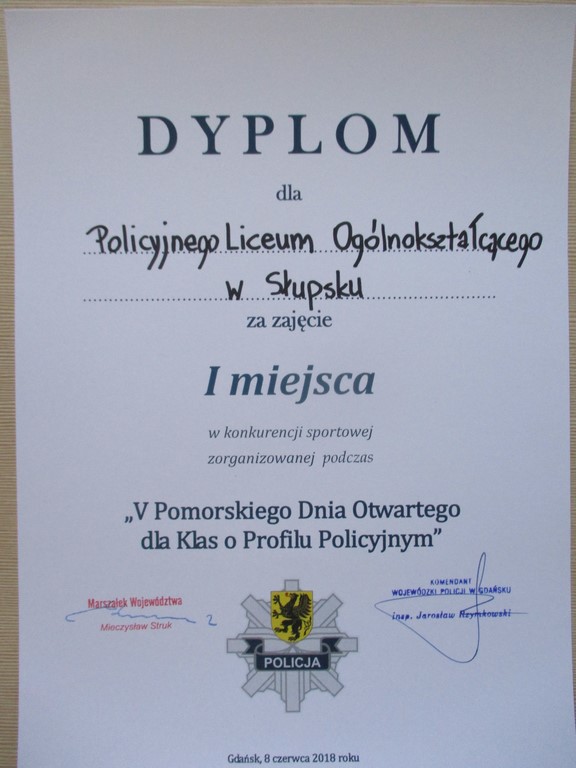 DYPLOM
dla
Policyjnego Liceum Ogólnokształcącego
w Słupsku
za zajęcie
I miejsca
w konkurencji sportowej
zorganizowanej podczas
„V Pomorskiego Dnia Otwartego
dla Klas o Profilu Policyjnym”
Marszałek Województwa
Mieczysław Struk
KOMENDANT
WOJEWÓDZKI POLICJI W GDAŃSKU
insp. Jarosław Rzymkowski
POLICJA
Gdańsk, 8 czerwca 2018 roku